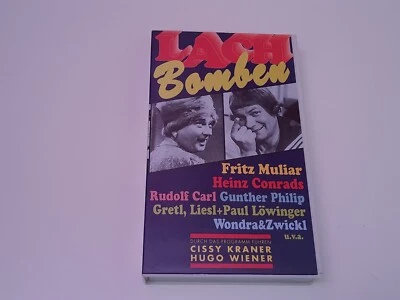 LACH
Bomben
Fritz Muliar
Heinz Conrads
Rudolf Carl Gunther Philip
Gretl, Liesl+Paul Löwinger
Wondra&Zwickl
u.v.a.
DURCH DAS PROGRAMM FÜHREN
CISSY KRANER
HUGO WIENER